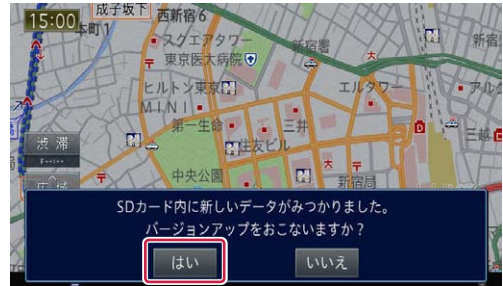 15:00
成子坂下
西新宿6
本町1
スクエアタワー
東京医大病院
新宿署
ヒルトン東京
エルタワー
MINI
第一生命
三井
住友ビル
三越
渋滞
中央公園
新宿局
広域
SDカード内に新しいデータがみつかりました。
バージョンアップをおこないますか？
はい
いいえ